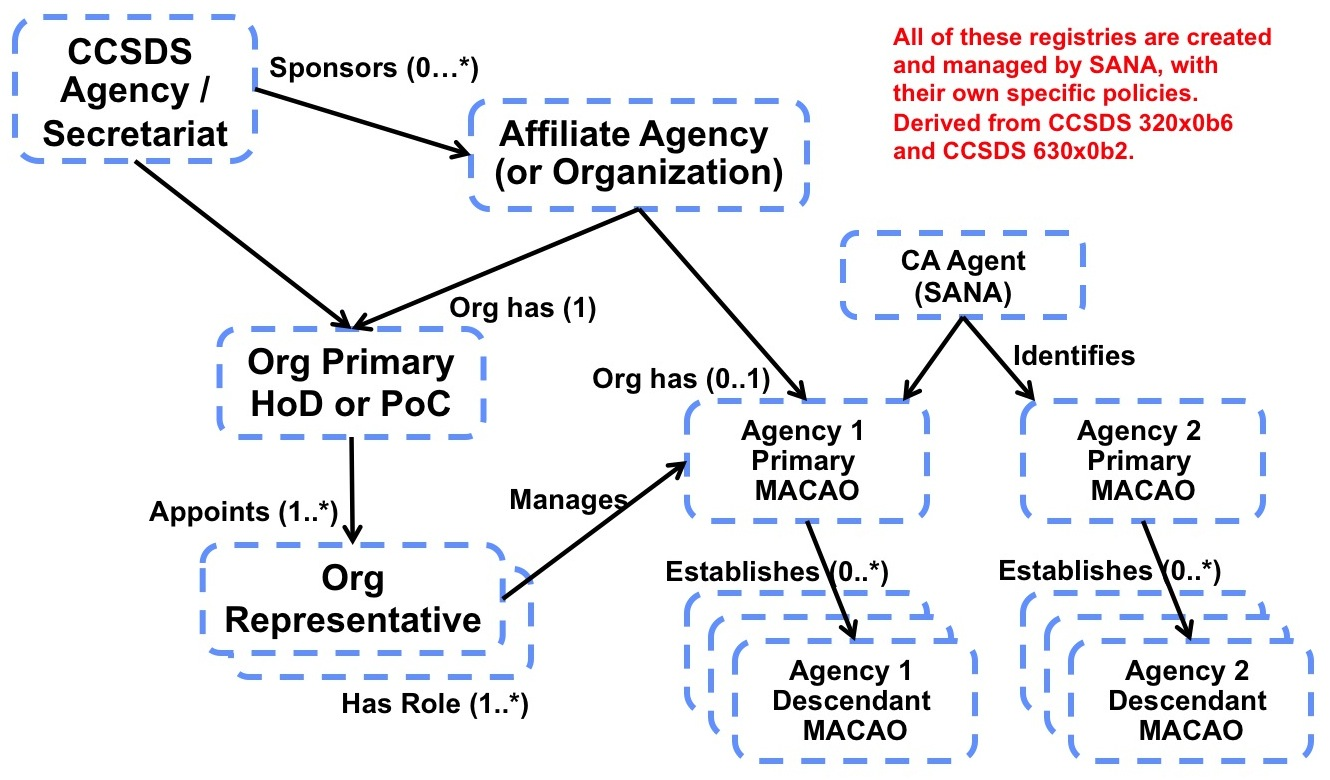 CCSDS
Agency /
Secretariat
Sponsors (0…*)
Affiliate Agency
(or Organization)
All of these registries are created
and managed by SANA, with
their own specific policies.
Derived from CCSDS 320x0b6
and CCSDS 630x0b2.
CA Agent
(SANA)
Org has (1)
Identifies
Org Primary
HoD or PoC
Org has (0..1)
Agency 1
Primary
MACAO
Agency 2
Primary
MACAO
Appoints (1..*)
Manages
Org
Representative
Has Role (1..*)
Establishes (0..*)
Establishes (0..*)
Agency 1
Descendant
MACAO
Agency 2
Descendant
MACAO